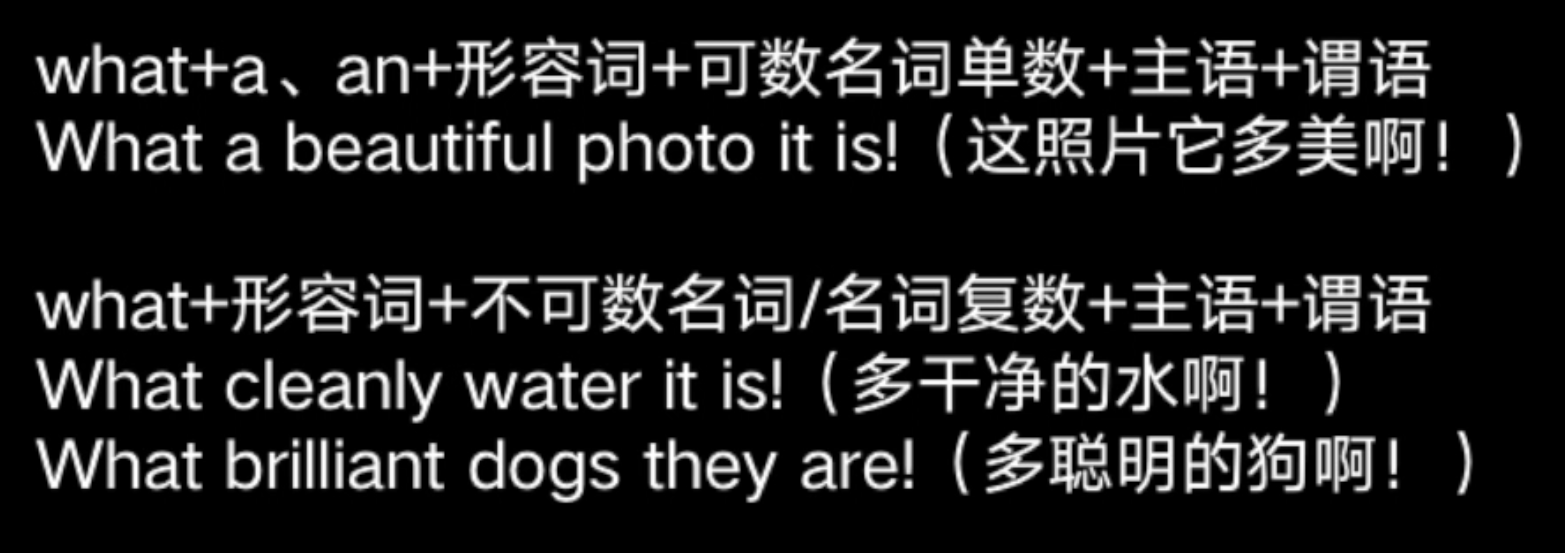 what+a、an+形容词+可数名词单数+主语+谓语
What a beautiful photo it is!（这照片它多美啊！）
what+形容词+不可数名词/名词复数+主语+谓语
What cleanly water it is!（多干净的水啊！）
What brilliant dogs they are!（多聪明的狗啊！）